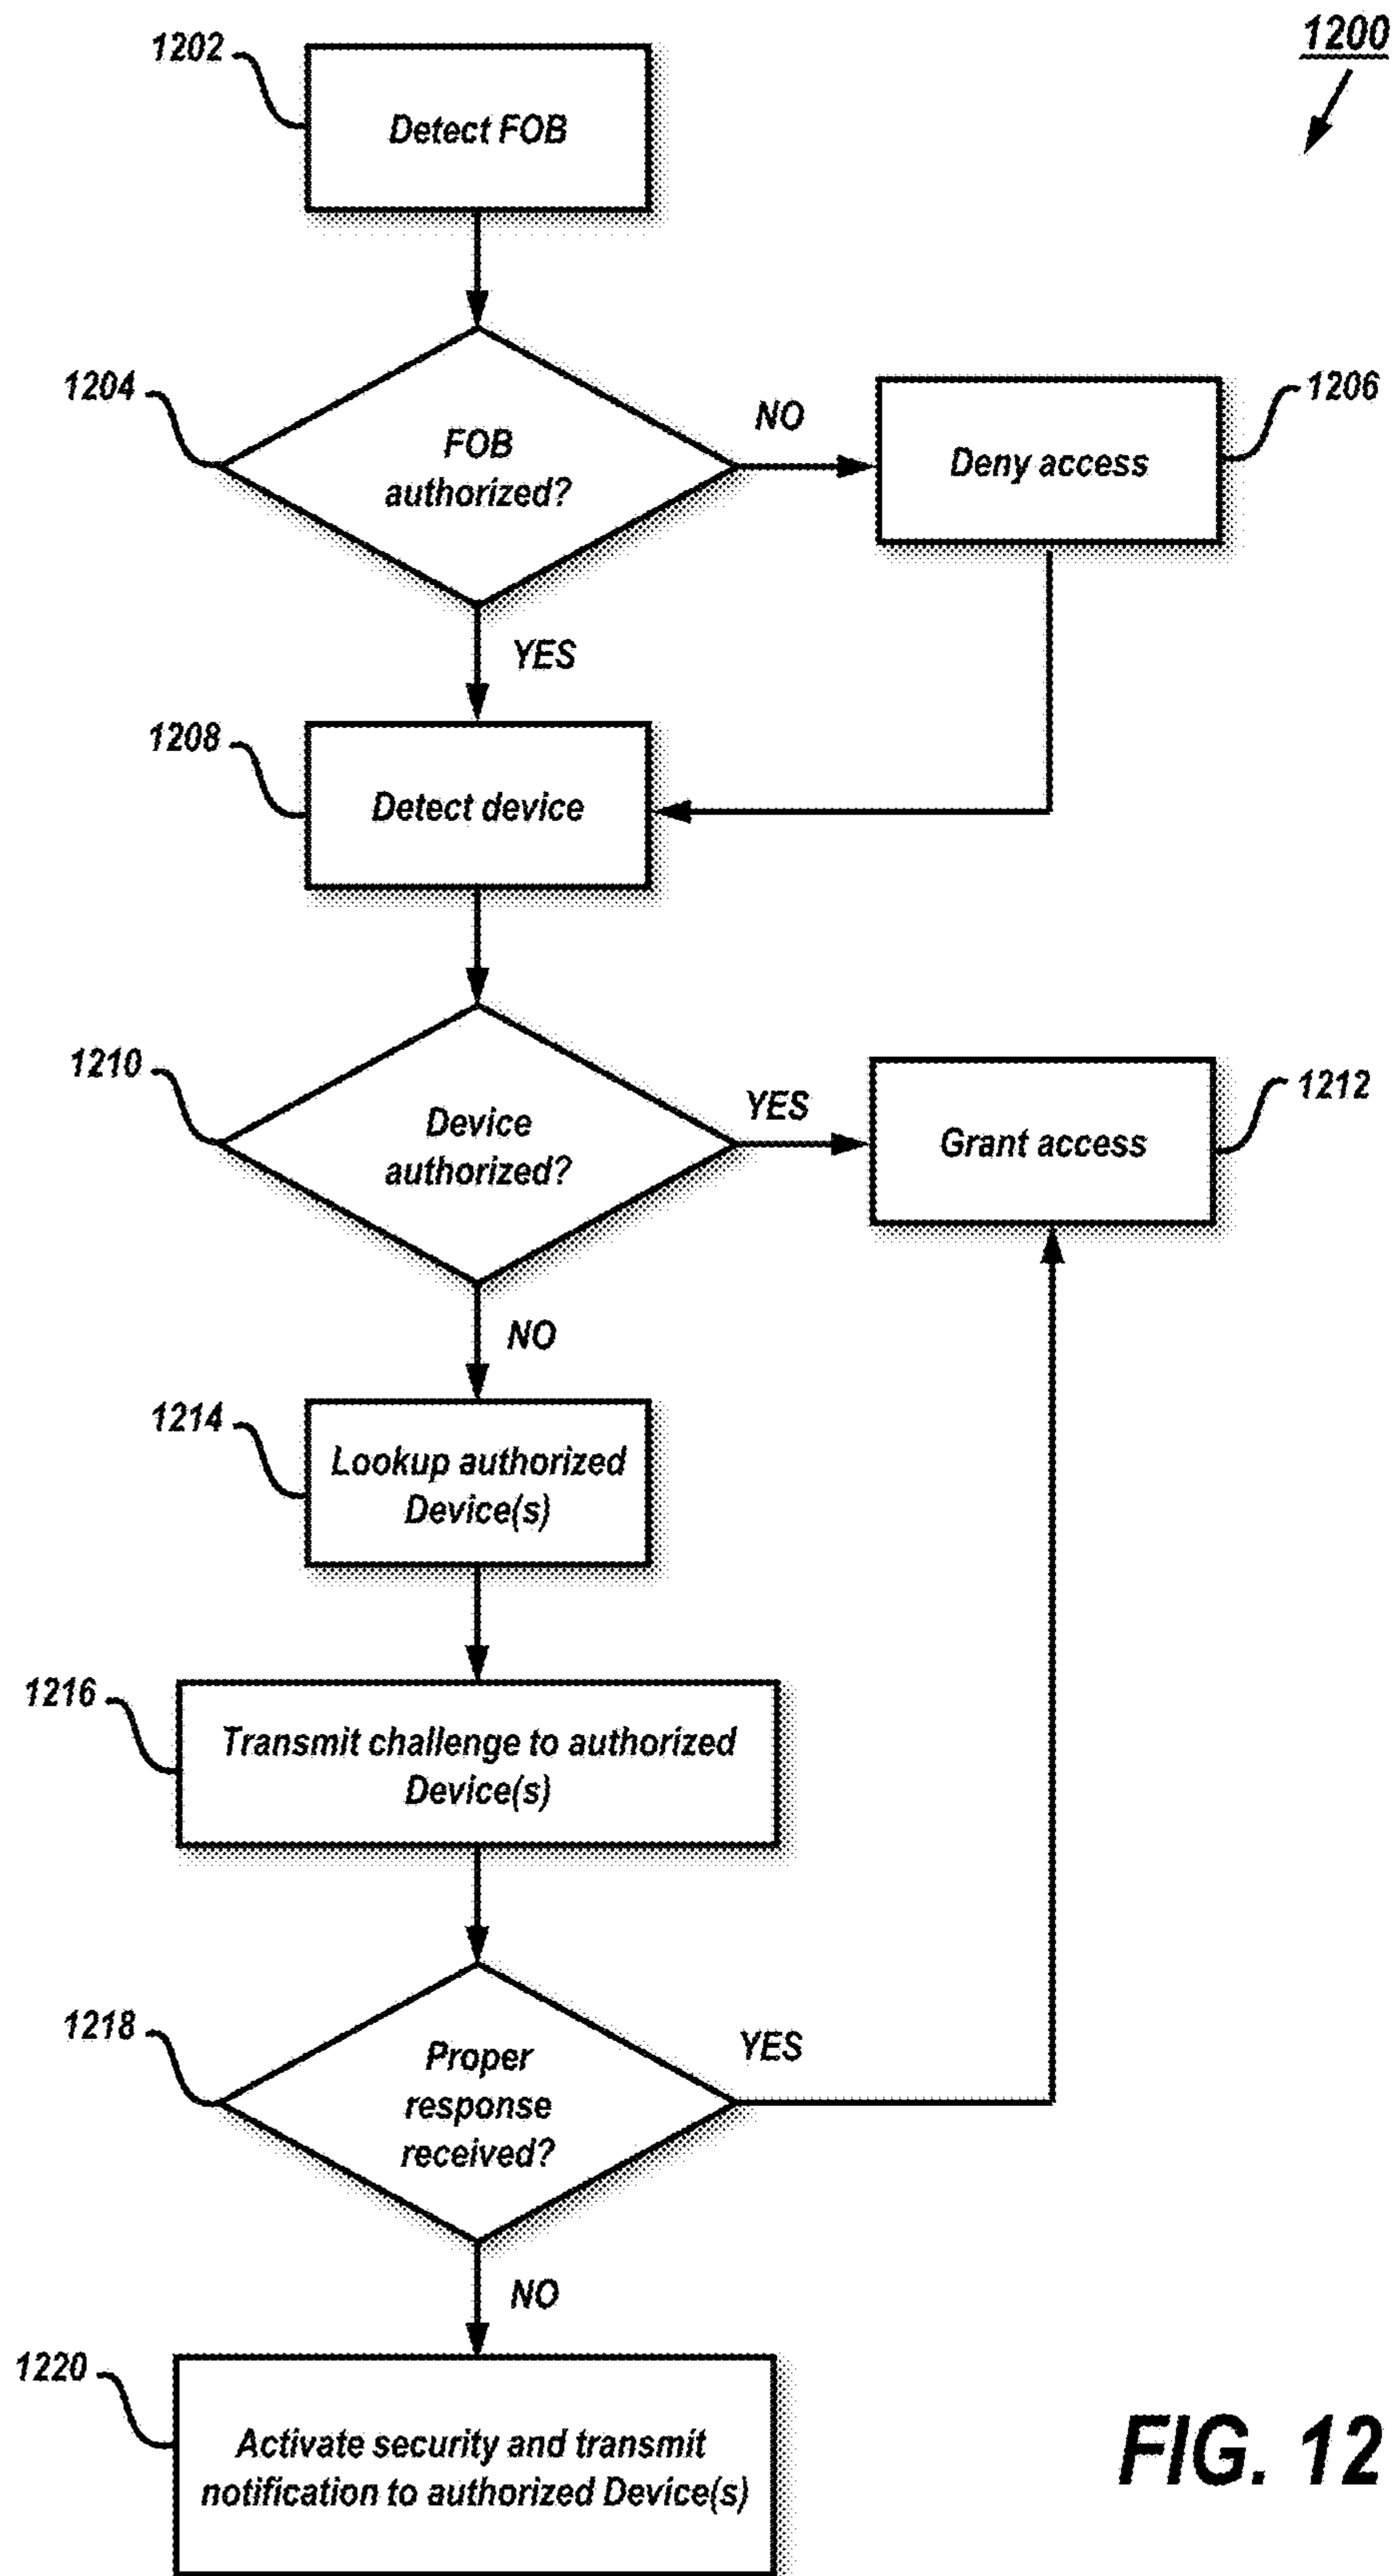 1200
1202
Detect FOB
1204
FOB
authorized?
NO
1206
Deny access
YES
1208
Detect device
1210
Device
authorized?
YES
1212
Grant access
NO
1214
Lookup authorized
Device(s)
1216
Transmit challenge to authorized
Device(s)
1218
Proper
response
received?
YES
NO
1220
Activate security and transmit
notification to authorized Device(s)
FIG. 12